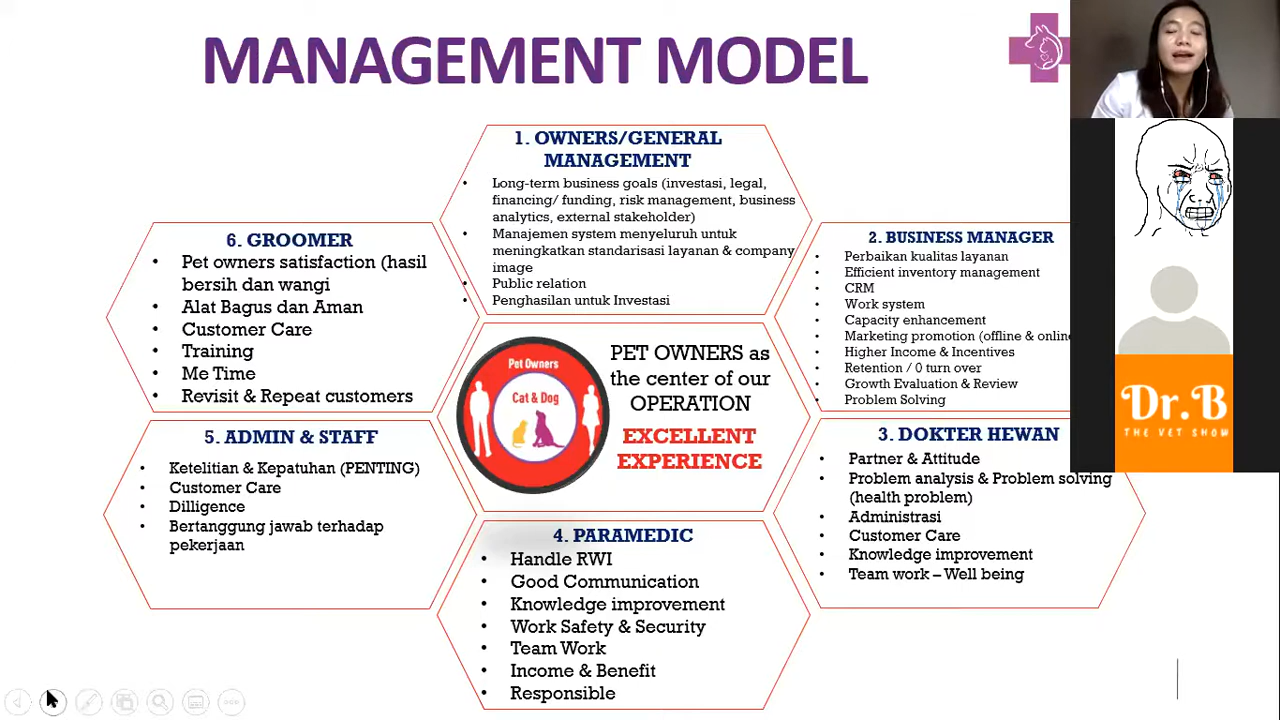 MANAGEMENT MODEL
1. OWNERS/GENERAL
MANAGEMENT
• Long-term business goals (investasi, legal,
financing/ funding, risk management, business
analytics, external stakeholder)
• Manajemen system menyeluruh untuk
meningkatkan standarisasi layanan & company
image
• Public relation
• Penghasilan untuk Investasi
2. BUSINESS MANAGER
• Perbaikan kualitas layanan
• Efficient inventory management
• CRM
• Work system
• Capacity enhancement
• Marketing promotion (offline & online
• Higher Income & Incentives
• Retention / 0 turn over
• Growth Evaluation & Review
• Problem Solving
3. DOKTER HEWAN
• Partner & Attitude
• Problem analysis & Problem solving
(health problem)
• Administrasi
• Customer Care
• Knowledge improvement
• Team work – Well being
4. PARAMEDIC
• Handle RWI
• Good Communication
• Knowledge improvement
• Work Safety & Security
• Team Work
• Income & Benefit
• Responsible
5. ADMIN & STAFF
• Ketelitian & Kepatuhan (PENTING)
• Customer Care
• Dilligence
• Bertanggung jawab terhadap
pekerjaan
6. GROOMER
• Pet owners satisfaction (hasil
bersih dan wangi
• Alat Bagus dan Aman
• Customer Care
• Training
• Me Time
• Revisit & Repeat customers
Pet Owners
Cat & Dog
PET OWNERS as
the center of our
OPERATION
EXCELLENT
EXPERIENCE
Dr.B
THE VET SHOW